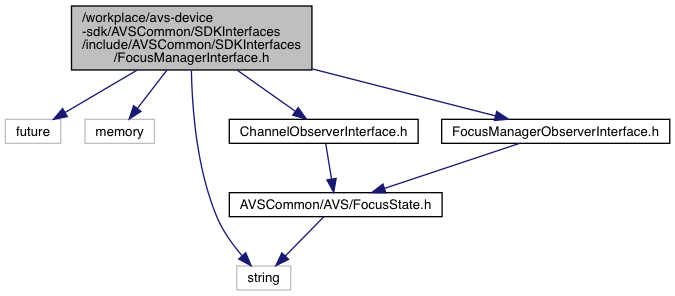 /workplace/avs-device
-sdk/AVSCommon/SDKInterfaces
/include/AVSCommon/SDKInterfaces
/FocusManagerInterface.h
future
memory
ChannelObserverInterface.h
FocusManagerObserverInterface.h
AVSCommon/AVS/FocusState.h
string